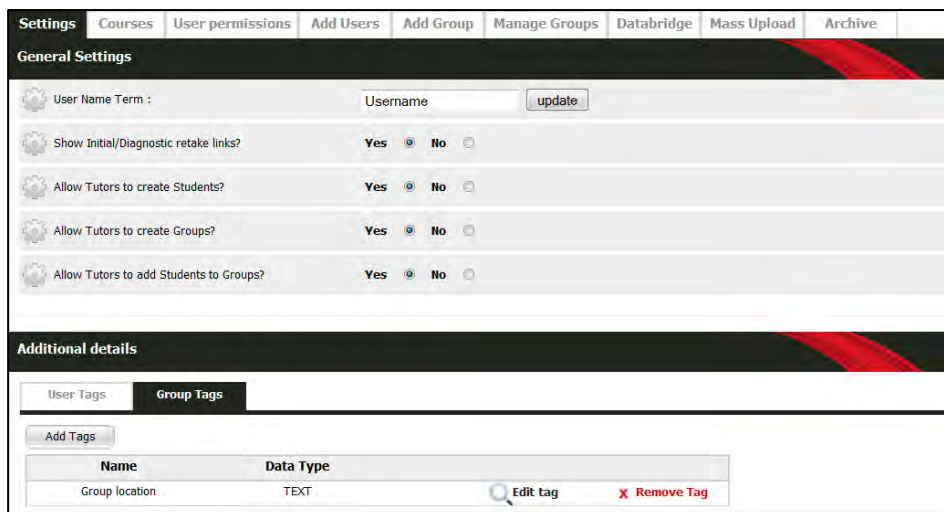 Settings Courses User permissions Add Users Add Group Manage Groups Databridge Mass Upload Archive
General Settings
User Name Term : Username update
Show Initial/Diagnostic retake links? Yes No
Allow Tutors to create Students? Yes No
Allow Tutors to create Groups? Yes No
Allow Tutors to add Students to Groups? Yes No
Additional details
User Tags Group Tags
Add Tags
Name Data Type
Group location TEXT Edit tag x Remove Tag